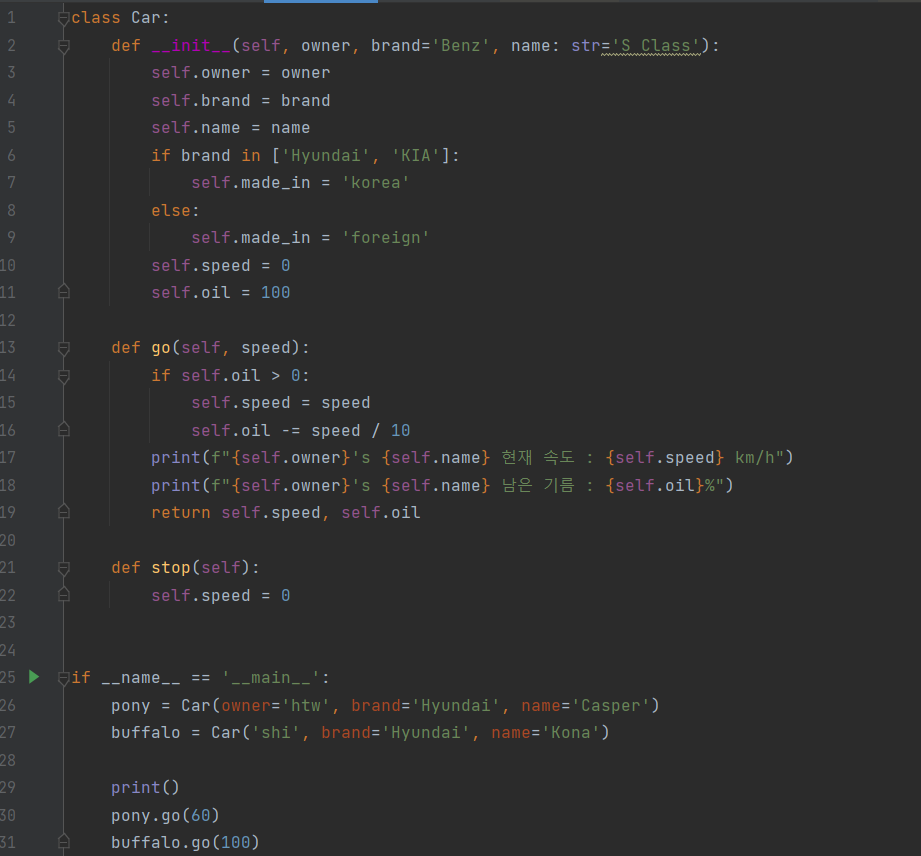 1 class Car:
2     def __init__(self, owner, brand='Benz', name: str='S Class'):
3         self.owner = owner
4         self.brand = brand
5         self.name = name
6         if brand in ['Hyundai', 'KIA']:
7             self.made_in = 'korea'
8         else:
9             self.made_in = 'foreign'
10         self.speed = 0
11         self.oil = 100
12
13     def go(self, speed):
14         if self.oil > 0:
15             self.speed = speed
16             self.oil -= speed / 10
17         print(f"{self.owner}'s {self.name} 현재 속도 : {self.speed} km/h")
18         print(f"{self.owner}'s {self.name} 남은 기름 : {self.oil}%")
19         return self.speed, self.oil
20
21     def stop(self):
22         self.speed = 0
23
24
25 if __name__ == '__main__':
26     pony = Car(owner='htw', brand='Hyundai', name='Casper')
27     buffalo = Car('shi', brand='Hyundai', name='Kona')
28
29     print()
30     pony.go(60)
31     buffalo.go(100)